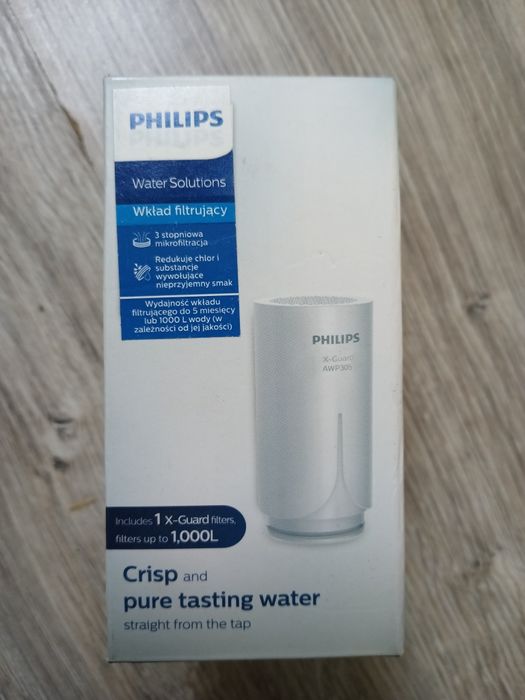 PHILIPS
Water Solutions
Wkład filtrujący
3 stopniowa
mikrofiltracja
Redukuje chlor i
substancje
wywołujące
nieprzyjemny smak
Wydajność wkładu
filtrującego do 5 miesięcy
lub 1000 L wody (w
zależności od jej jakości)
PHILIPS
X-Guard
AWP305
Includes 1 X-Guard filters,
filters up to 1,000L
Crisp and
pure tasting water
straight from the tap